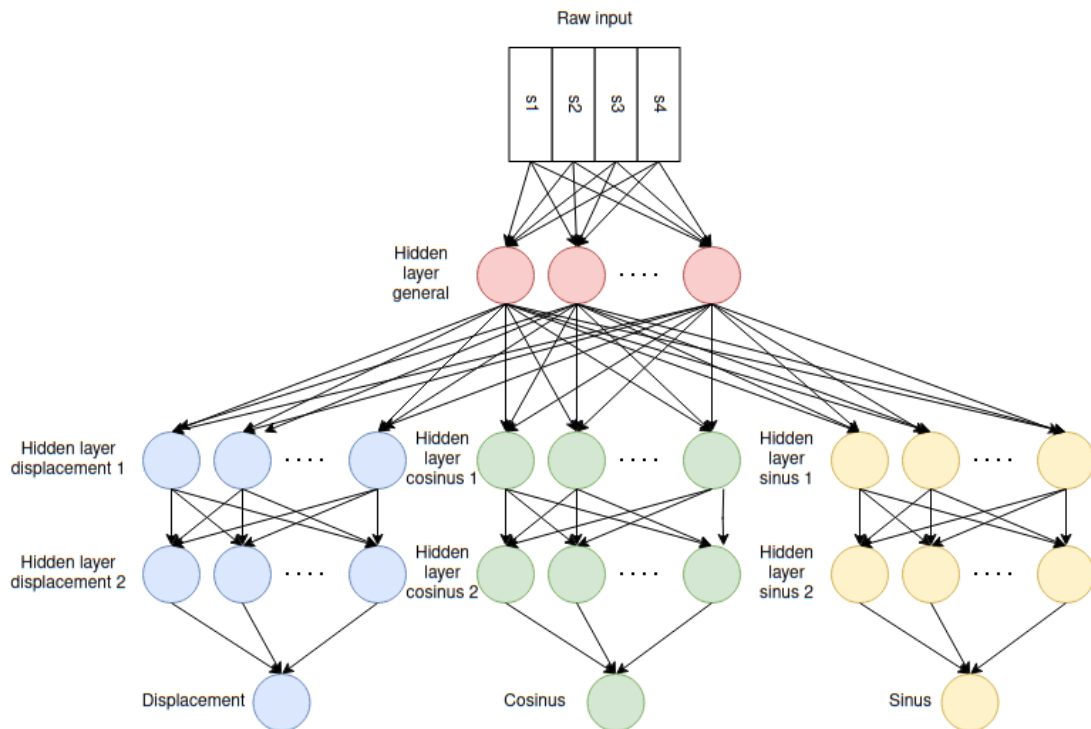 Raw input
s1
s2
s3
s4
Hidden
layer
general
. . . .
Hidden layer
displacement 1
. . . .
Hidden
layer
cosinus 1
. . . .
Hidden
layer
sinus 1
. . . .
Hidden layer
displacement 2
. . . .
Hidden
layer
cosinus 2
. . . .
Hidden
layer
sinus 2
. . . .
Displacement
Cosinus
Sinus